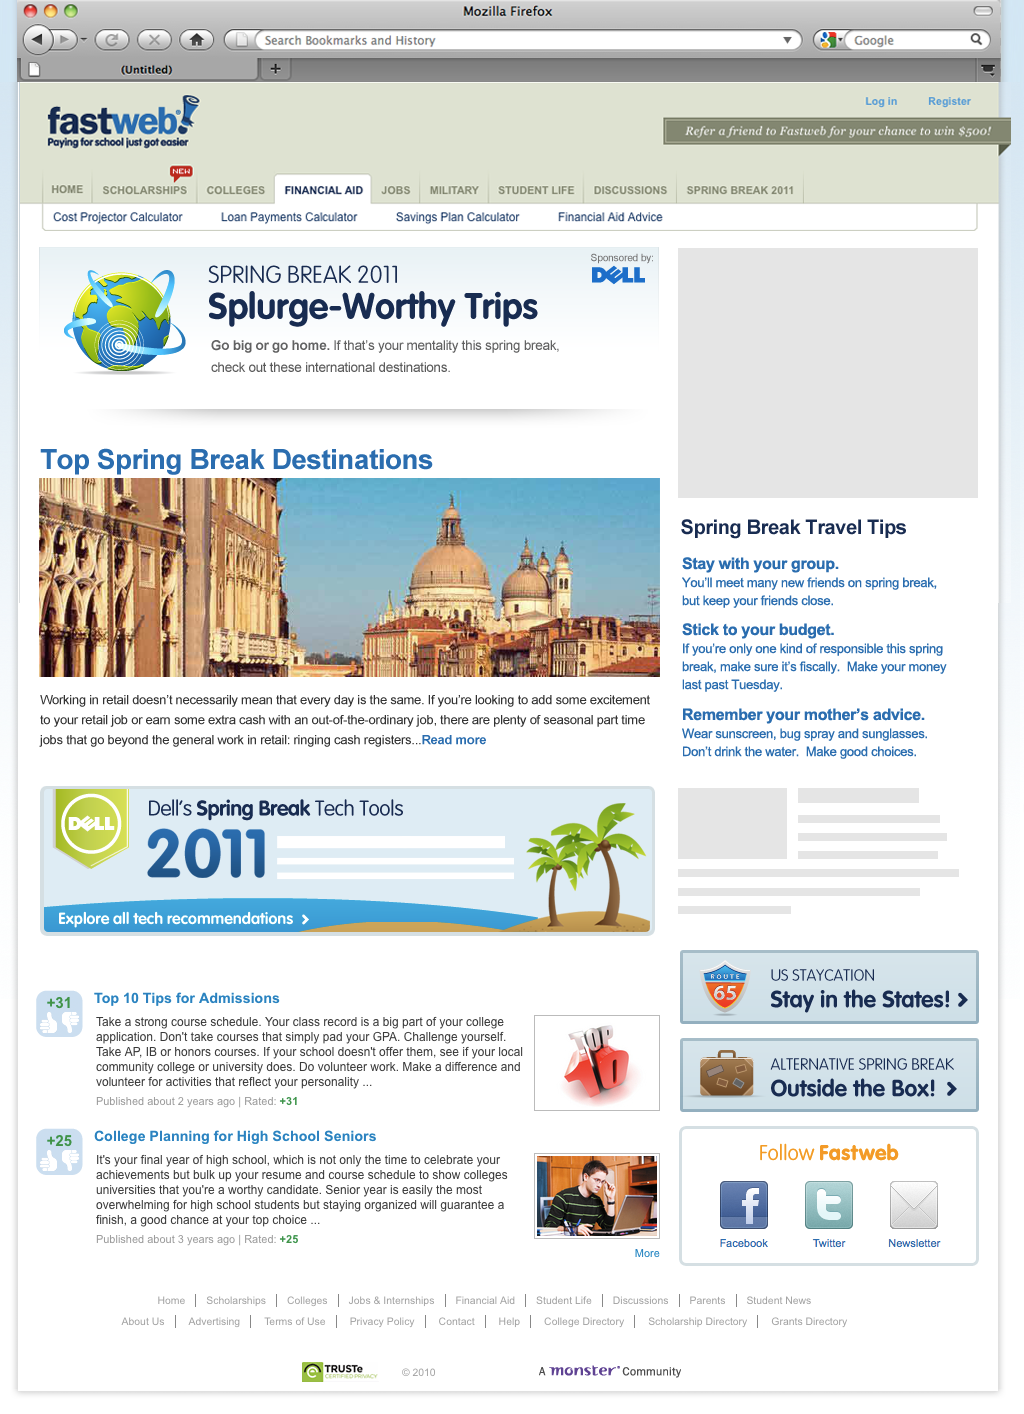 Mozilla Firefox
Search Bookmarks and History
Google
(Untitled)
Log in Register
fastweb!
Paying for school just got easier
Refer a friend to Fastweb for your chance to win $500!
NEW
HOME SCHOLARSHIPS COLLEGES FINANCIAL AID JOBS MILITARY STUDENT LIFE DISCUSSIONS SPRING BREAK 2011
Cost Projector Calculator Loan Payments Calculator Savings Plan Calculator Financial Aid Advice
SPRING BREAK 2011
Splurge-Worthy Trips
Go big or go home. If that's your mentality this spring break,
check out these international destinations.
Sponsored by:
DELL
Top Spring Break Destinations
Working in retail doesn't necessarily mean that every day is the same. If you're looking to add some excitement
to your retail job or earn some extra cash with an out-of-the-ordinary job, there are plenty of seasonal part time
jobs that go beyond the general work in retail: ringing cash registers...Read more
Spring Break Travel Tips
Stay with your group.
You'll meet many new friends on spring break,
but keep your friends close.
Stick to your budget.
If you're only one kind of responsible this spring
break, make sure it's fiscally. Make your money
last past Tuesday.
Remember your mother's advice.
Wear sunscreen, bug spray and sunglasses.
Don't drink the water. Make good choices.
DELL
Dell's Spring Break Tech Tools
2011
Explore all tech recommendations
ROUTE
65
US STAYCATION
Stay in the States!
ALTERNATIVE SPRING BREAK
Outside the Box!
+31
Top 10 Tips for Admissions
Take a strong course schedule. Your class record is a big part of your college
application. Don't take courses that simply pad your GPA. Challenge yourself.
Take AP, IB or honors courses. If your school doesn't offer them, see if your local
community college or university does. Do volunteer work. Make a difference and
volunteer for activities that reflect your personality ...
Published about 2 years ago | Rated: +31
TOP
10
+25
College Planning for High School Seniors
It's your final year of high school, which is not only the time to celebrate your
achievements but bulk up your resume and course schedule to show colleges
universities that you're a worthy candidate. Senior year is easily the most
overwhelming for high school students but staying organized will guarantee a
finish, a good chance at your top choice ...
Published about 3 years ago | Rated: +25
More
Follow Fastweb
Facebook Twitter Newsletter
Home Scholarships Colleges Jobs & Internships Financial Aid Student Life Discussions Parents Student News
About Us Advertising Terms of Use Privacy Policy Contact Help College Directory Scholarship Directory Grants Directory
TRUSTe
CERTIFIED PRIVACY
© 2010
A monster Community